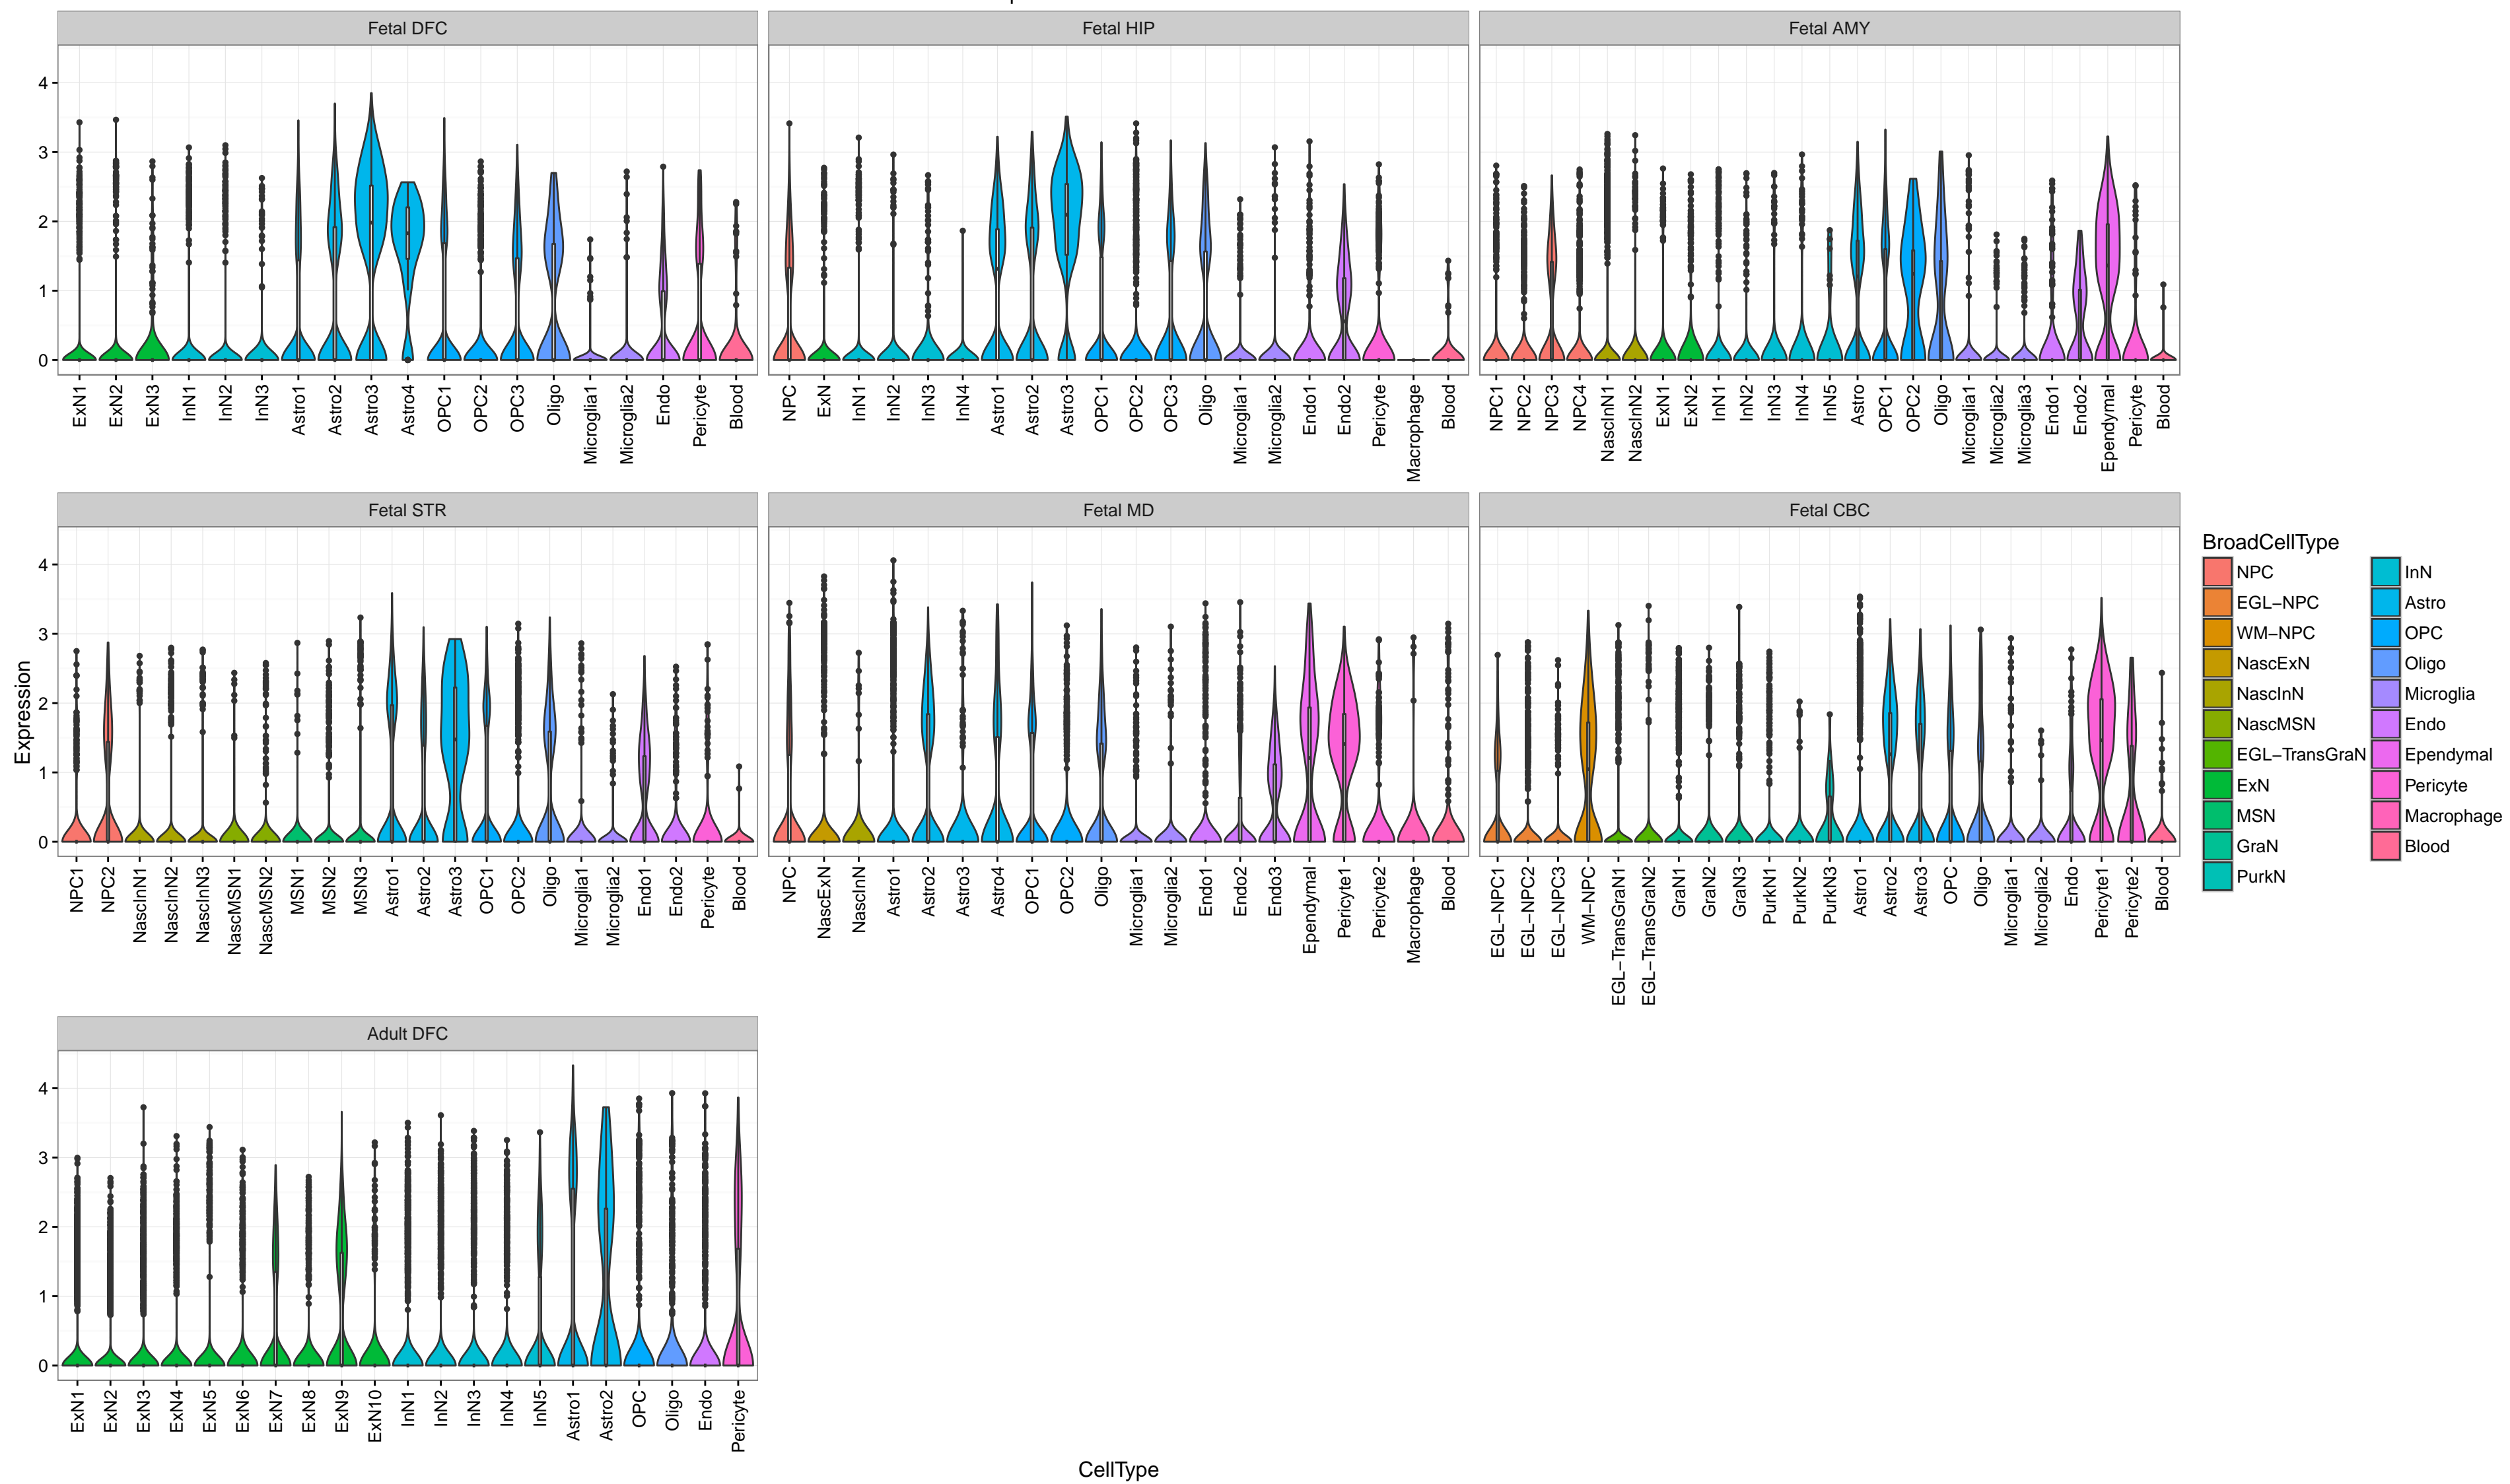 Fetal DFC
Fetal HIP
Fetal AMY
4
3
2
1
0
ExN1 ExN2 ExN3 InN1 InN2 InN3 Astro1 Astro2 Astro3 Astro4 OPC1 OPC2 OPC3 Oligo Microglia1 Microglia2 Endo Pericyte Blood
NPC ExN InN1 InN2 InN3 InN4 Astro1 Astro2 Astro3 OPC1 OPC2 OPC3 Oligo Microglia1 Microglia2 Endo1 Endo2 Pericyte Macrophage Blood
NPC1 NPC2 NPC3 NPC4 NascInN1 NascInN2 ExN1 ExN2 InN1 InN2 InN3 InN4 InN5 Astro OPC1 OPC2 Oligo Microglia1 Microglia2 Microglia3 Endo1 Endo2 Ependymal Pericyte Blood
Fetal STR
Fetal MD
Fetal CBC
4
3
2
1
0
Expression
NPC1 NPC2 NascInN1 NascInN2 NascInN3 NascMSN1 NascMSN2 MSN1 MSN2 MSN3 Astro1 Astro2 Astro3 OPC1 OPC2 Oligo Microglia1 Microglia2 Endo1 Endo2 Pericyte Blood
NPC NascExN NascInN Astro1 Astro2 Astro3 Astro4 OPC1 OPC2 Oligo Microglia1 Microglia2 Endo1 Endo2 Endo3 Ependymal Pericyte1 Pericyte2 Macrophage Blood
EGL−NPC1 EGL−NPC2 EGL−NPC3 WM−NPC EGL−TransGraN1 EGL−TransGraN2 GraN1 GraN2 GraN3 PurkN1 PurkN2 PurkN3 Astro1 Astro2 Astro3 OPC Oligo Microglia1 Microglia2 Endo Pericyte1 Pericyte2 Blood
Adult DFC
4
3
2
1
0
ExN1 ExN2 ExN3 ExN4 ExN5 ExN6 ExN7 ExN8 ExN9 ExN10 InN1 InN2 InN3 InN4 InN5 Astro1 Astro2 OPC Oligo Endo Pericyte
CellType
BroadCellType
NPC
EGL−NPC
WM−NPC
NascExN
NascInN
NascMSN
EGL−TransGraN
ExN
MSN
GraN
PurkN
InN
Astro
OPC
Oligo
Microglia
Endo
Ependymal
Pericyte
Macrophage
Blood